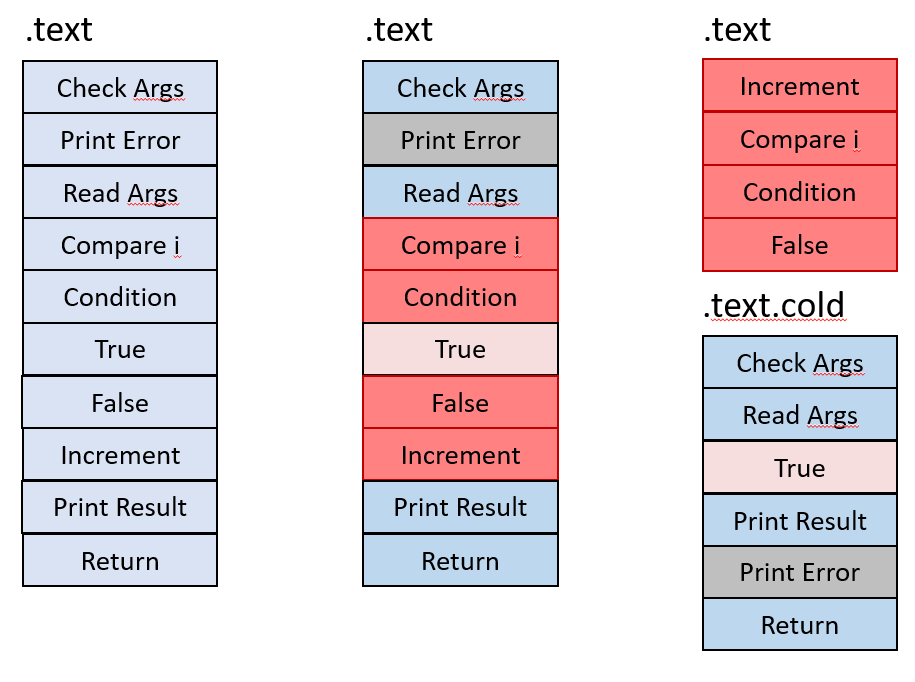 .text
Check Args
Print Error
Read Args
Compare i
Condition
True
False
Increment
Print Result
Return
.text
Check Args
Print Error
Read Args
Compare i
Condition
True
False
Increment
Print Result
Return
.text
Increment
Compare i
Condition
False
.text.cold
Check Args
Read Args
True
Print Result
Print Error
Return